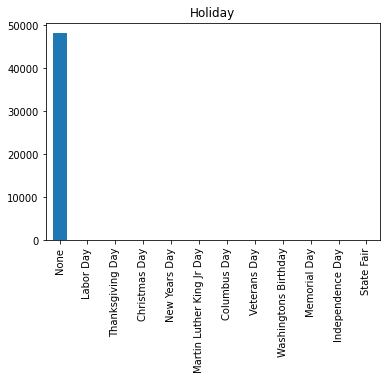 Holiday
50000
40000
30000
20000
10000
0
None
Labor Day
Thanksgiving Day
Christmas Day
New Years Day
Martin Luther King Jr Day
Columbus Day
Veterans Day
Washingtons Birthday
Memorial Day
Independence Day
State Fair